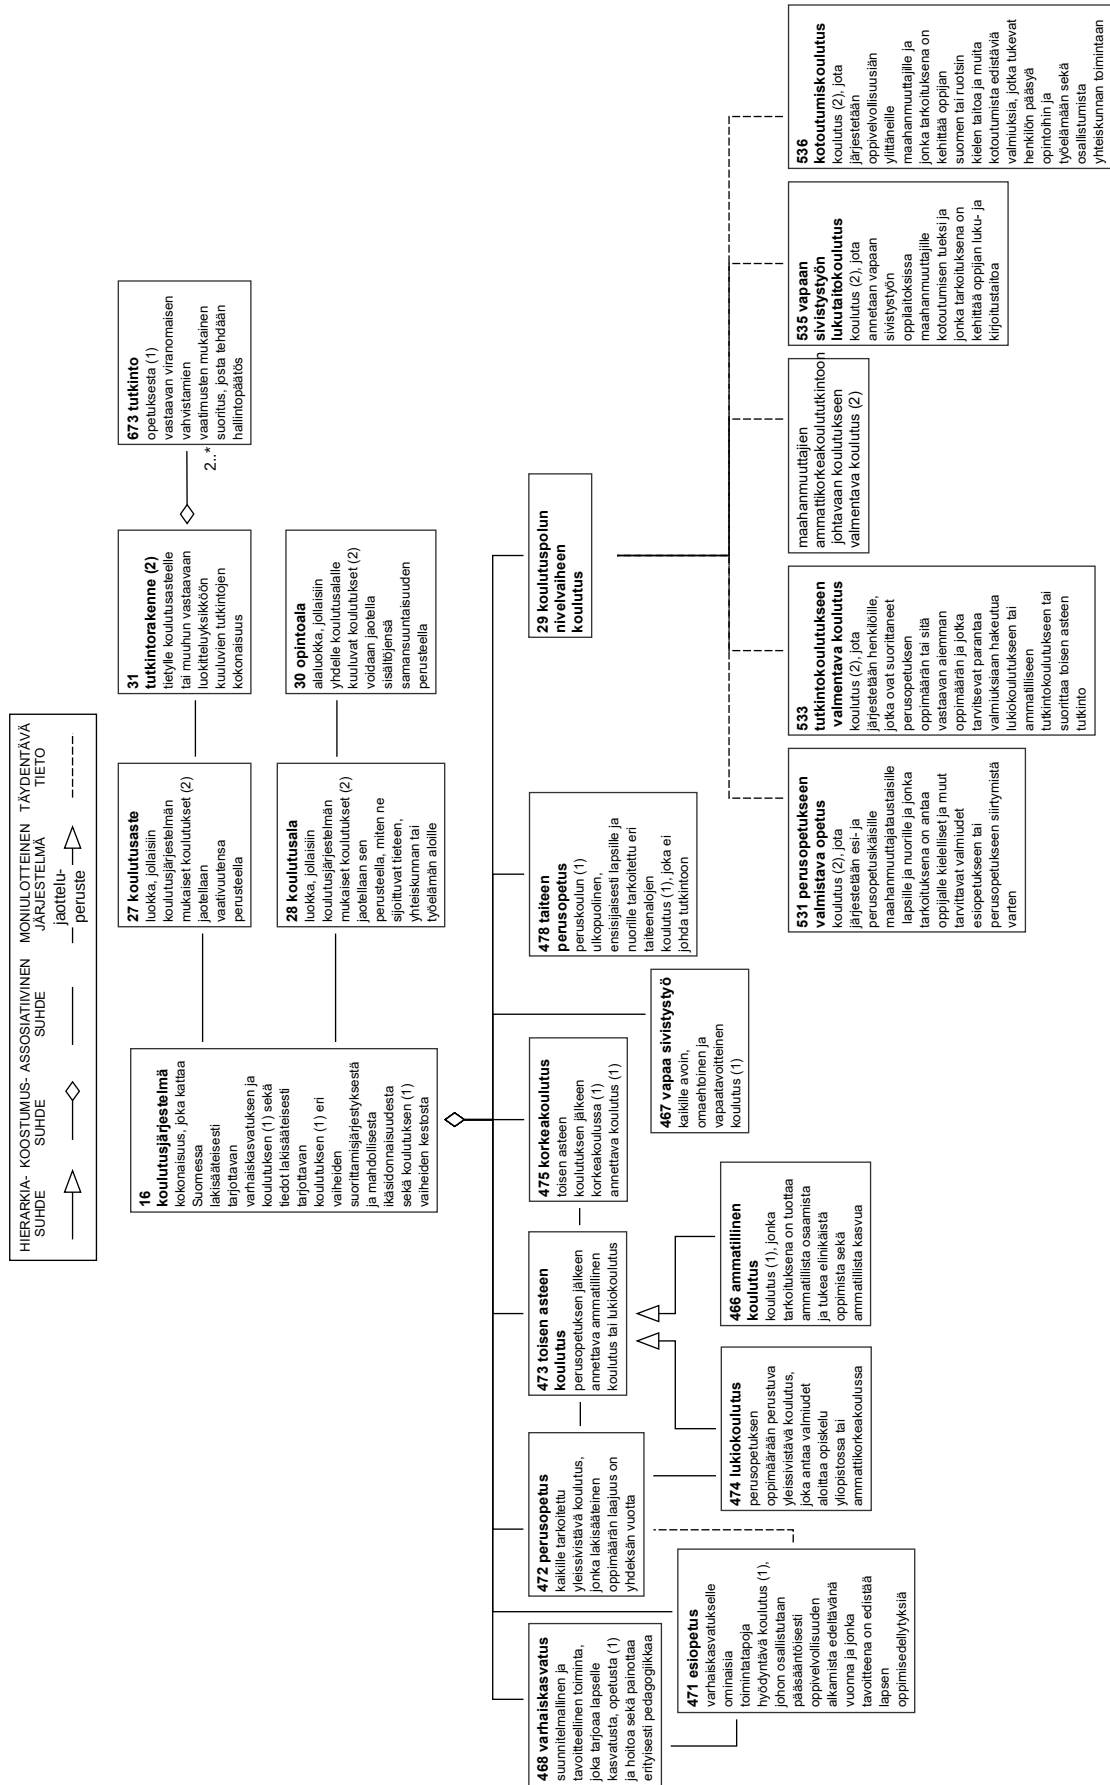 HIERARKIA- KOOSTUMUS- ASSOSIATIIVINEN MONIULOTTEINEN TÄYDENTÄVÄ
SUHDE SUHDE SUHDE JÄRJESTELMÄ TIETO
jaottelu-
peruste
16
koulutusjärjestelmä
kokonaisuus, joka kattaa
Suomessa
lakisääteisesti
tarjottavan
varhaiskasvatuksen ja
koulutuksen (1) sekä
tiedot lakisääteisesti
tarjottavan
koulutuksen (1) eri
vaiheiden
suorittamisjärjestyksestä
ja mahdollisesta
ikäsidonnaisuudesta
sekä koulutuksen (1)
vaiheiden kestosta
27 koulutusaste
luokka, jollaisiin
koulutusjärjestelmän
mukaiset koulutukset (2)
jaotellaan
vaativuutensa
perusteella
31
tutkintorakenne (2)
tietylle koulutusasteelle
tai muuhun vastaavaan
luokitteluyksikköön
kuuluvien tutkintojen
kokonaisuus
2..*
673 tutkinto
opetuksesta (1)
vastaavan viranomaisen
vahvistamien
vaatimusten mukainen
suoritus, josta tehdään
hallintopäätös
28 koulutusala
luokka, jollaisiin
koulutusjärjestelmän
mukaiset koulutukset (2)
jaotellaan sen
perusteella, miten ne
sijoittuvat tieteen,
yhteiskunnan tai
työelämän aloille
30 opintoala
alaluokka, jollaisiin
yhdelle koulutusalalle
kuuluvat koulutukset (2)
voidaan jaotella
sisältöjensä
samansuuntaisuuden
perusteella
468 varhaiskasvatus
suunnitelmallinen ja
tavoitteellinen toiminta,
joka tarjoaa lapselle
kasvatusta, opetusta (1)
ja hoitoa sekä painottaa
erityisesti pedagogiikkaa
472 perusopetus
kaikille tarkoitettu
yleissivistävä koulutus,
jonka lakisääteinen
oppimäärän laajuus on
yhdeksän vuotta
473 toisen asteen
koulutus
perusopetuksen jälkeen
annettava ammatillinen
koulutus tai lukiokoulutus
475 korkeakoulutus
toisen asteen
koulutuksen jälkeen
korkeakoulussa (1)
annettava koulutus (1)
478 taiteen
perusopetus
peruskoulun (1)
ulkopuolinen,
ensisijaisesti lapsille ja
nuorille tarkoitettu eri
taiteenalojen
koulutus (1), joka ei
johda tutkintoon
29 koulutuspolun
nivelvaiheen
koulutus
471 esiopetus
varhaiskasvatukselle
ominaisia
toimintatapoja
hyödyntävä koulutus (1),
johon osallistutaan
pääsääntöisesti
oppivelvollisuuden
alkamista edeltävänä
vuonna ja jonka
tavoitteena on edistää
lapsen
oppimisedellytyksiä
474 lukiokoulutus
perusopetuksen
oppimäärään perustuva
yleissivistävä koulutus,
joka antaa valmiudet
aloittaa opiskelu
yliopistossa tai
ammattikorkeakoulussa
466 ammatillinen
koulutus
koulutus (1), jonka
tarkoituksena on tuottaa
ammatillista osaamista
ja tukea elinikäistä
oppimista sekä
ammatillista kasvua
467 vapaa sivistystyö
kaikille avoin,
omaehtoinen ja
vapaatavoitteinen
koulutus (1)
531 perusopetukseen
valmistava opetus
koulutus (2), jota
järjestetään esi- ja
perusopetusikäisille
maahanmuuttajataustaisille
lapsille ja nuorille ja jonka
tarkoituksena on antaa
oppijalle kielelliset ja muut
tarvittavat valmiudet
esiopetukseen tai
perusopetukseen siirtymistä
varten
533
tutkintokoulutukseen
valmentava koulutus
koulutus (2), jota
järjestetään henkilöille,
jotka ovat suorittaneet
perusopetuksen
oppimäärän tai sitä
vastaavan aiemman
oppimäärän ja jotka
tarvitsevat parantaa
valmiuksiaan hakeutua
lukiokoulutukseen tai
ammatilliseen
tutkintokoulutukseen tai
suorittaa toisen asteen
tutkinto
maahanmuuttajien
ammattikorkeakoulututkintoon
johtavaan koulutukseen
valmentava koulutus (2)
535 vapaan
sivistystyön
lukutaitokoulutus
koulutus (2), jota
annetaan vapaan
sivistystyön
oppilaitoksissa
maahanmuuttajille
kotoutumisen tueksi ja
jonka tarkoituksena on
kehittää oppijan luku- ja
kirjoitustaitoa
536
kotoutumiskoulutus
koulutus (2), jota
järjestetään
oppivelvollisuusiän
ylittäneille
maahanmuuttajille ja
jonka tarkoituksena on
kehittää oppijan
suomen tai ruotsin
kielen taitoa ja muita
kotoutumista edistäviä
valmiuksia, jotka tukevat
henkilön pääsyä
opintoihin ja
työelämään sekä
osallistumista
yhteiskunnan toimintaan